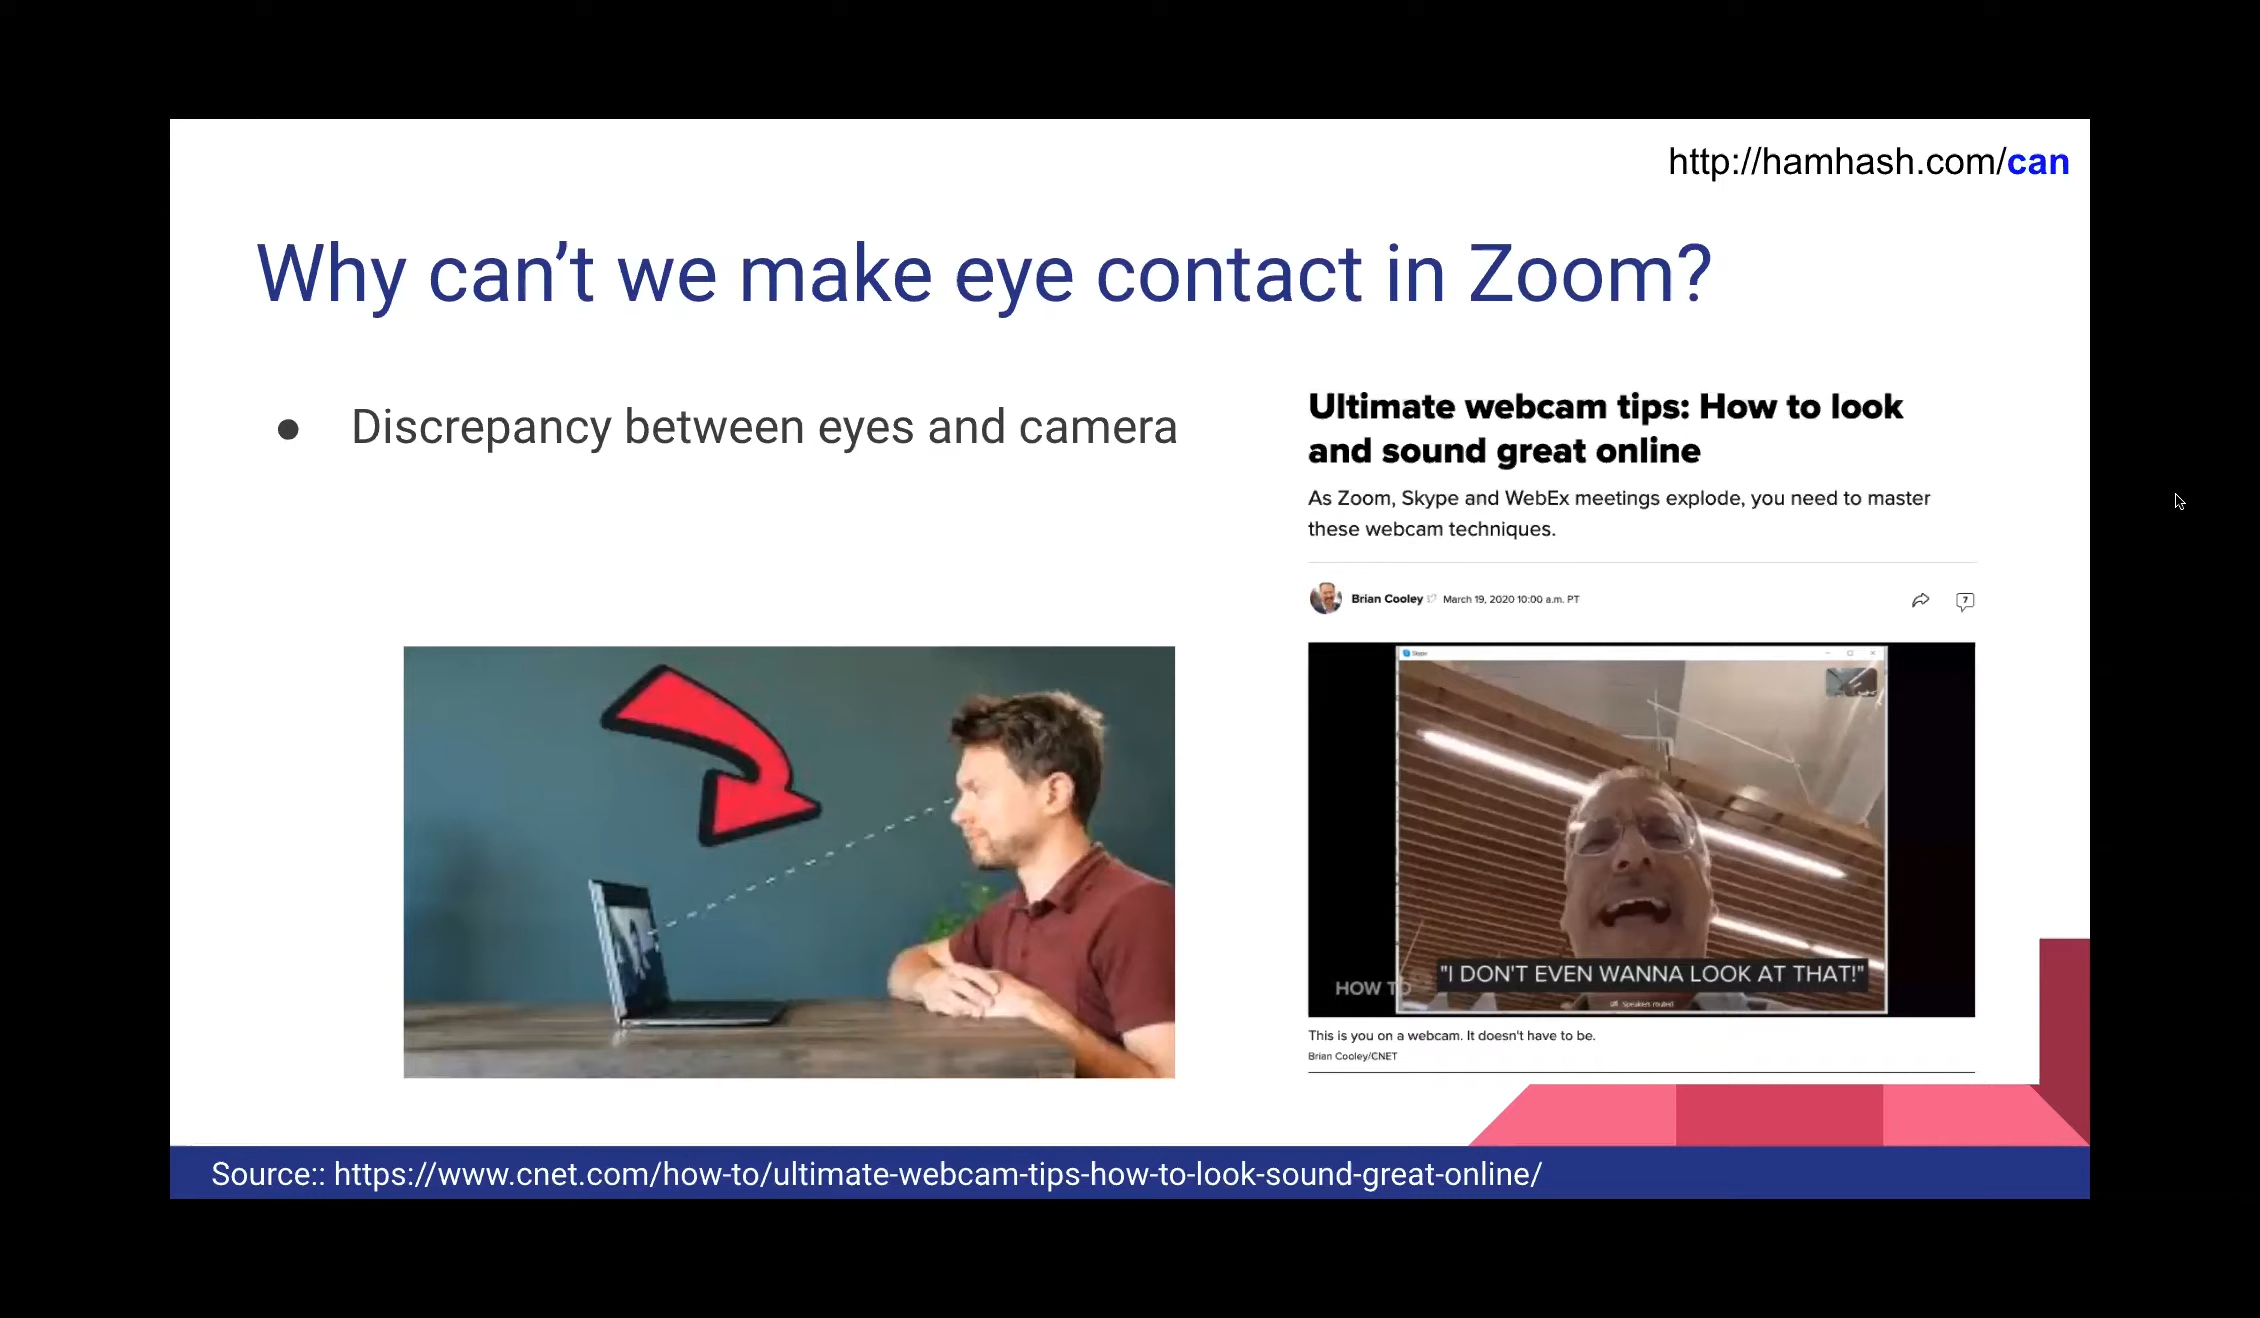 http://hamhash.com/can
Why can’t we make eye contact in Zoom?
● Discrepancy between eyes and camera
Ultimate webcam tips: How to look
and sound great online
As Zoom, Skype and WebEx meetings explode, you need to master
these webcam techniques.
Brian Cooley March 19, 2020 10:00 a.m. PT
7
Skype
"I DON'T EVEN WANNA LOOK AT THAT!"
HOW TO
Speakers muted
This is you on a webcam. It doesn't have to be.
Brian Cooley/CNET
Source:: https://www.cnet.com/how-to/ultimate-webcam-tips-how-to-look-sound-great-online/